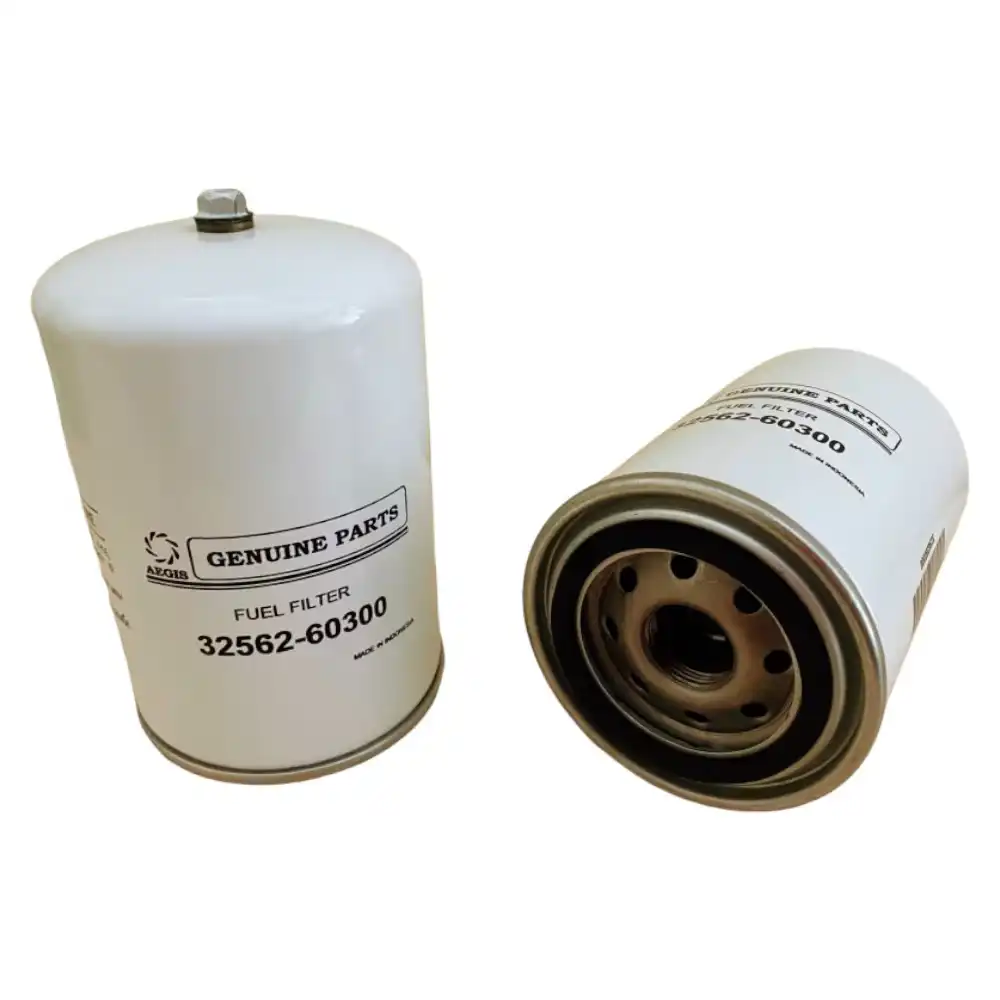 GENUINE PARTS
AEGIS
FUEL FILTER
32562-60300
MADE IN INDONESIA
GENUINE PARTS
FUEL FILTER
32562-60300
MADE IN INDONESIA